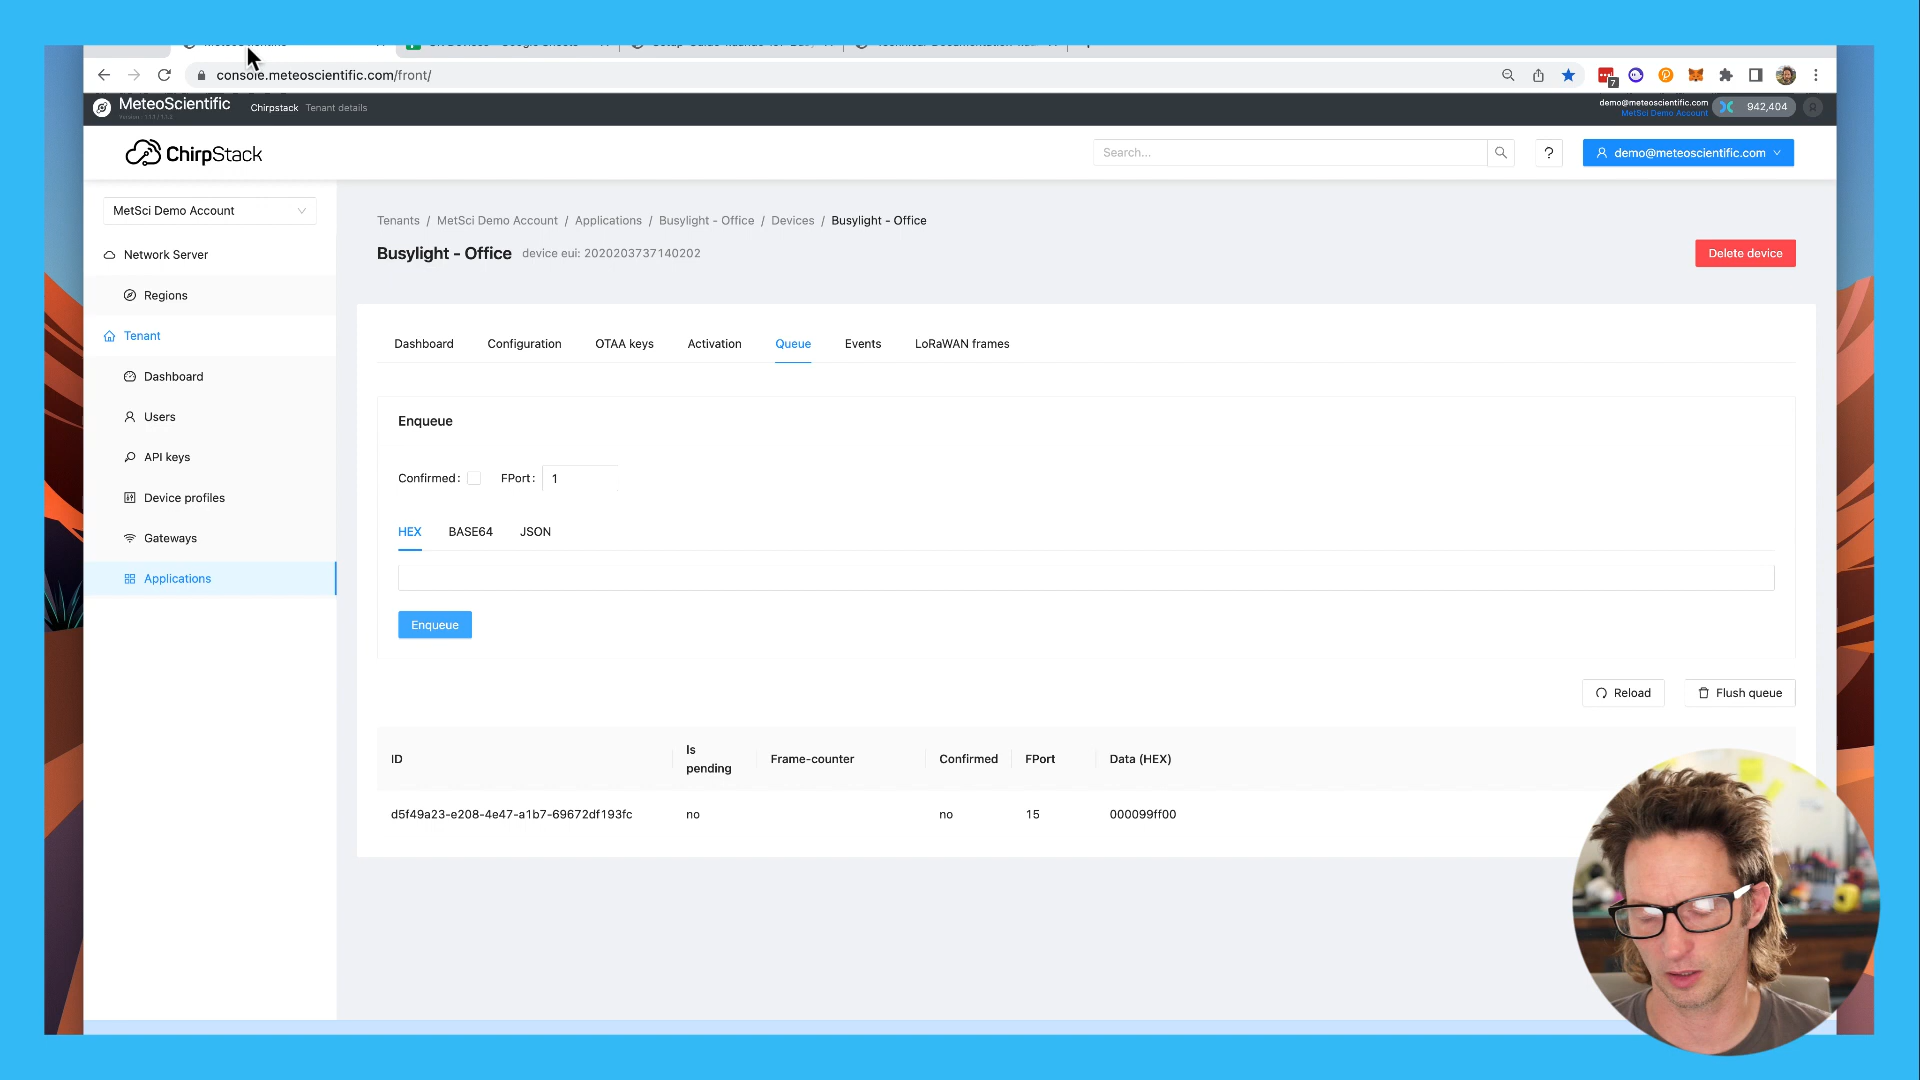 console.meteoscientific.com/front/
7
MeteoScientific
Chirpstack
Tenant details
demo@meteoscientific.com
MetSci Demo Account
942,404
ChirpStack
Search...
?
demo@meteoscientific.com
MetSci Demo Account
Network Server
Regions
Tenant
Dashboard
Users
API keys
Device profiles
Gateways
Applications
Tenants / MetSci Demo Account / Applications / Busylight - Office / Devices / Busylight - Office
Busylight - Office device eui: 2020203737140202
Delete device
Dashboard Configuration OTAA keys Activation Queue Events LoRaWAN frames
Enqueue
Confirmed: FPort: 1
HEX BASE64 JSON
Enqueue
Reload Flush queue
ID Is pending Frame-counter Confirmed FPort Data (HEX)
d5f49a23-e208-4e47-a1b7-69672df193fc no no 15 000099ff00